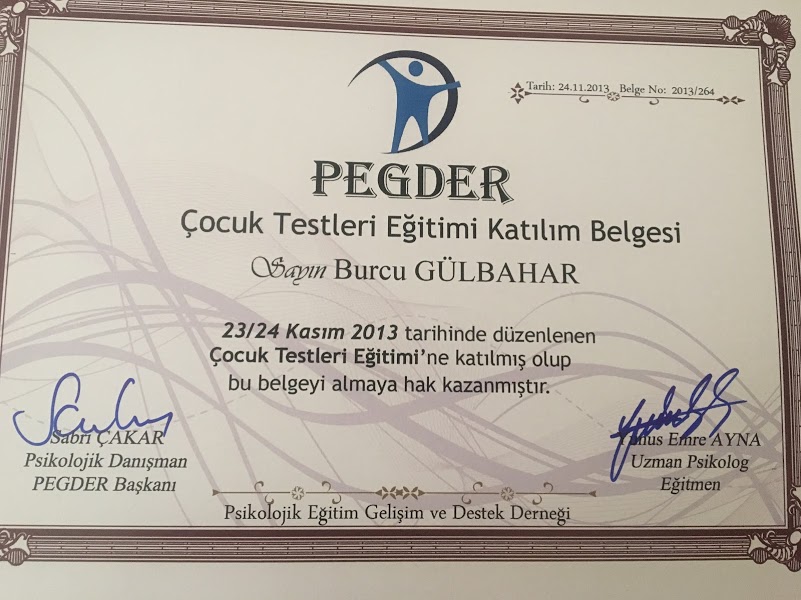 Tarih: 24.11.2013 Belge No: 2013/264
PEGDER
Çocuk Testleri Eğitimi Katılım Belgesi
Sayın Burcu GÜLBAHAR
23/24 Kasım 2013 tarihinde düzenlenen
Çocuk Testleri Eğitimi'ne katılmış olup
bu belgeyi almaya hak kazanmıştır.
Sabri ÇAKAR
Psikolojik Danışman
PEGDER Başkanı
Yunus Emre AYNA
Uzman Psikolog
Eğitmen
Psikolojik Eğitim Gelişim ve Destek Derneği